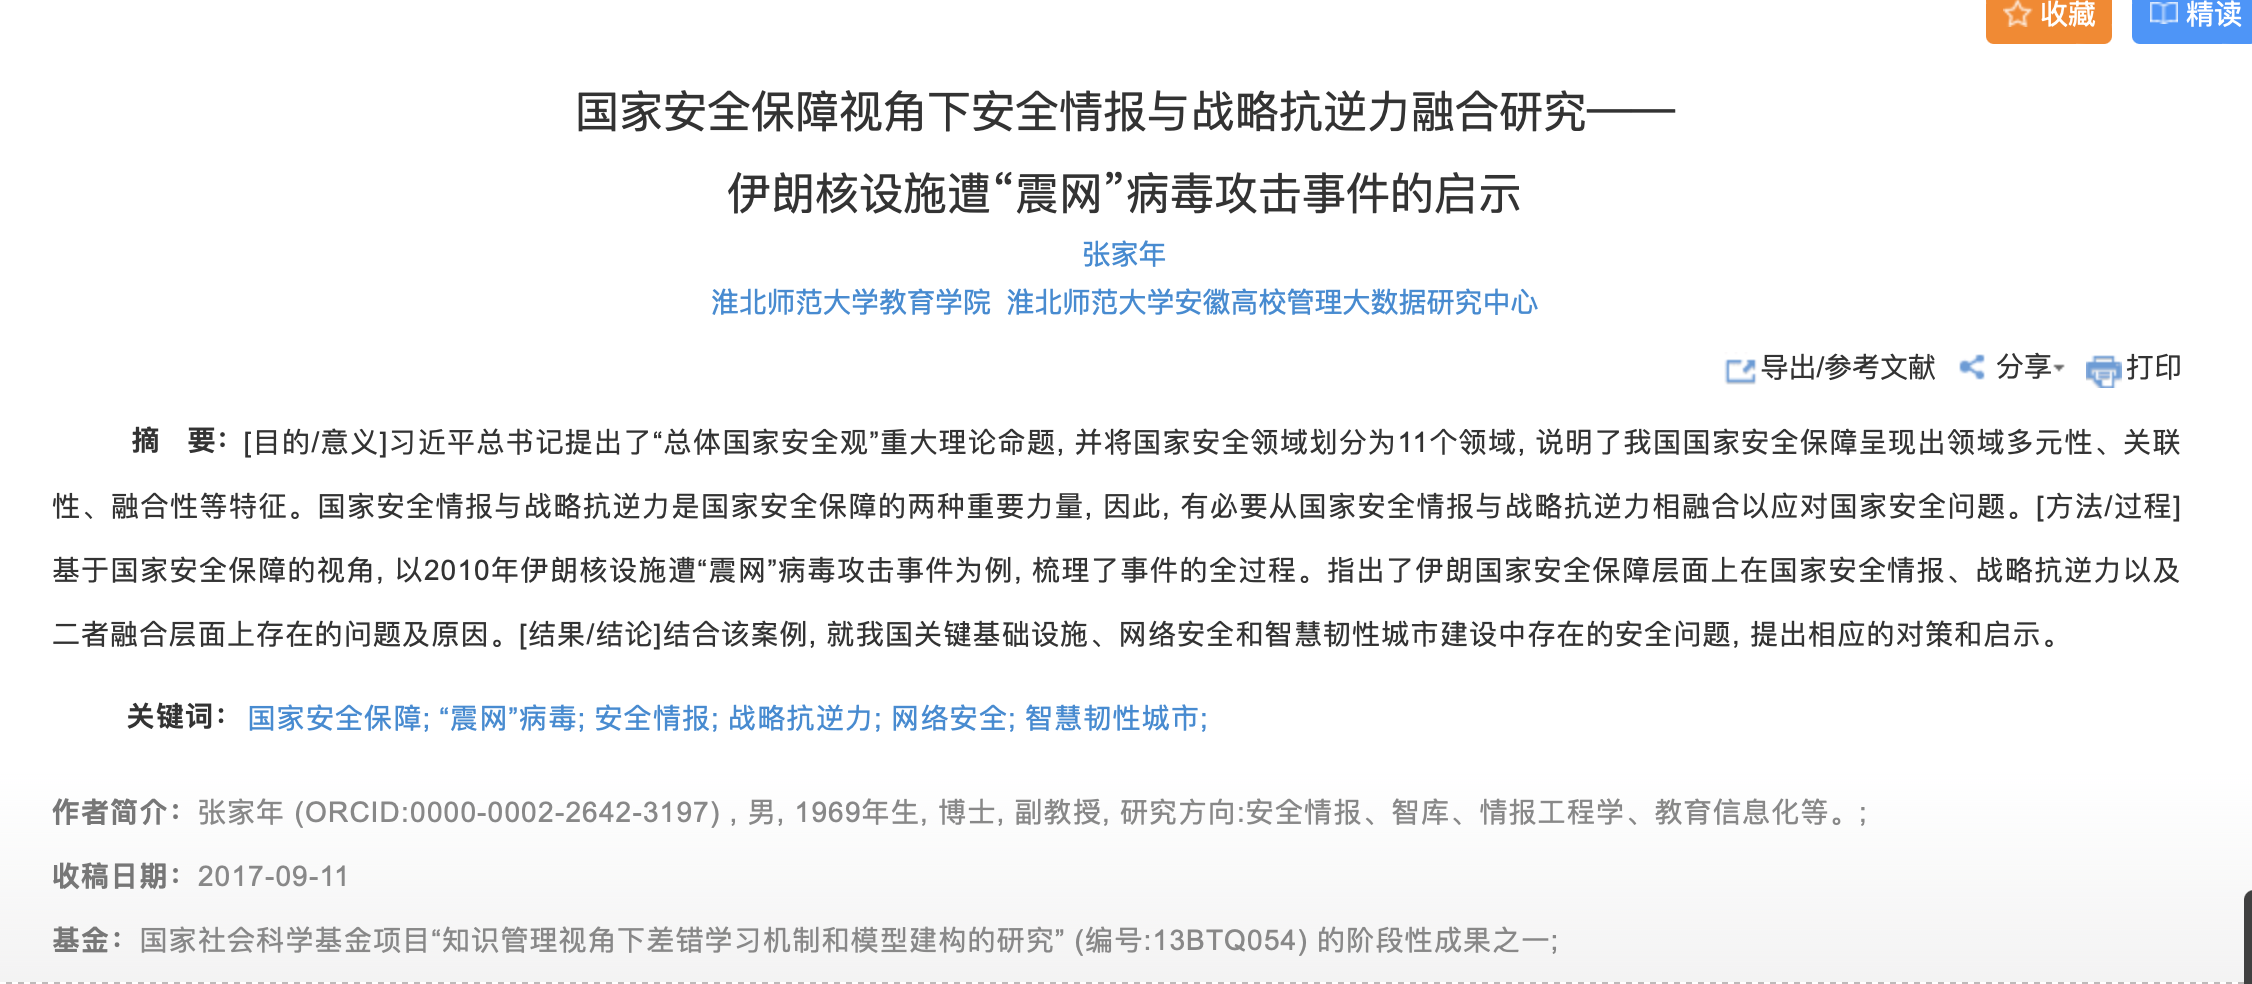 收藏 精读
国家安全保障视角下安全情报与战略抗逆力融合研究——
伊朗核设施遭“震网”病毒攻击事件的启示
张家年
淮北师范大学教育学院 淮北师范大学安徽高校管理大数据研究中心
导出/参考文献 分享 打印
摘 要：[目的/意义]习近平总书记提出了“总体国家安全观”重大理论命题, 并将国家安全领域划分为11个领域, 说明了我国国家安全保障呈现出领域多元性、关联
性、融合性等特征。国家安全情报与战略抗逆力是国家安全保障的两种重要力量, 因此, 有必要从国家安全情报与战略抗逆力相融合以应对国家安全问题。[方法/过程]
基于国家安全保障的视角, 以2010年伊朗核设施遭“震网”病毒攻击事件为例, 梳理了事件的全过程。指出了伊朗国家安全保障层面上在国家安全情报、战略抗逆力以及
二者融合层面上存在的问题及原因。[结果/结论]结合该案例, 就我国关键基础设施、网络安全和智慧韧性城市建设中存在的安全问题, 提出相应的对策和启示。
关键词： 国家安全保障; “震网”病毒; 安全情报; 战略抗逆力; 网络安全; 智慧韧性城市;
作者简介：张家年 (ORCID:0000-0002-2642-3197) , 男, 1969年生, 博士, 副教授, 研究方向:安全情报、智库、情报工程学、教育信息化等。;
收稿日期：2017-09-11
基金：国家社会科学基金项目“知识管理视角下差错学习机制和模型建构的研究” (编号:13BTQ054) 的阶段性成果之一;